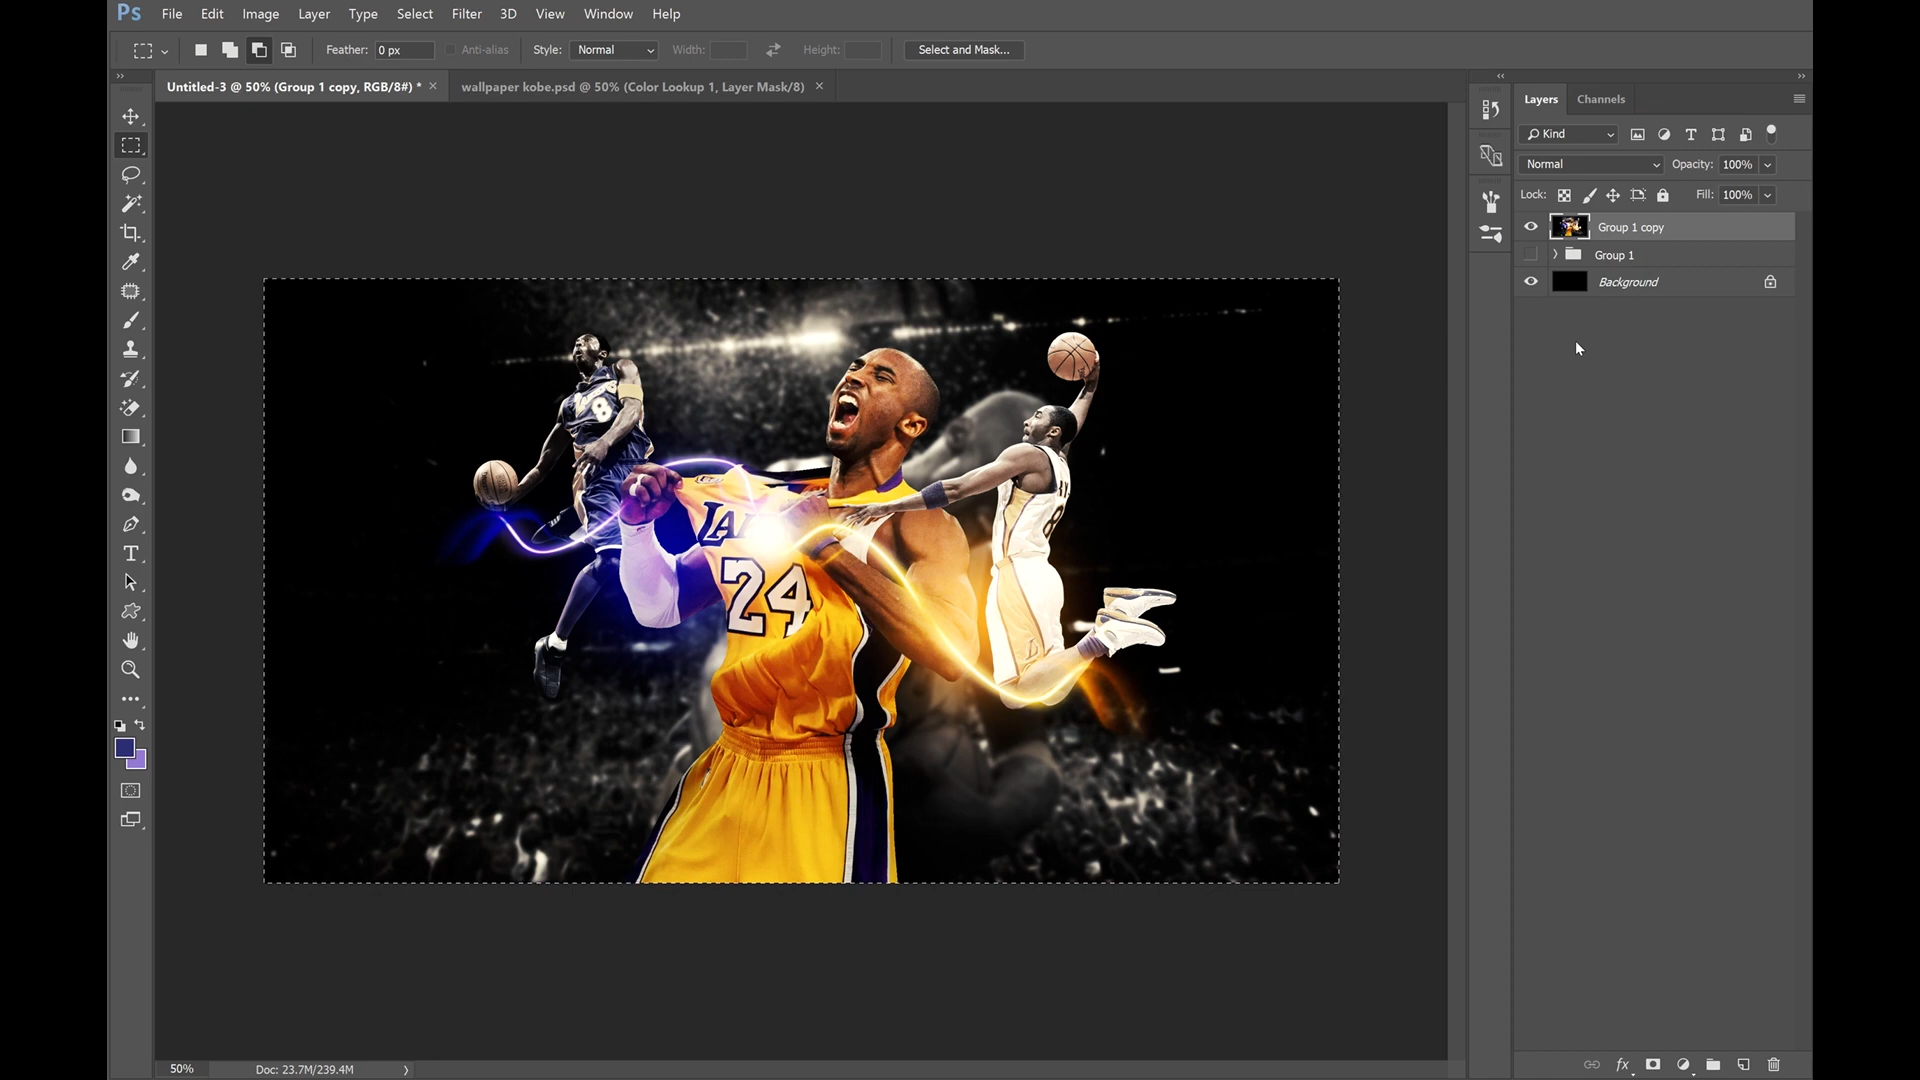 Ps File Edit Image Layer Type Select Filter 3D View Window Help
Feather: 0 px Anti-alias Style: Normal Width: Height: Select and Mask...
Untitled-3 @ 50% (Group 1 copy, RGB/8#) * × wallpaper kobe.psd @ 50% (Color Lookup 1, Layer Mask/8) ×
Layers Channels
Kind
Normal Opacity: 100%
Lock: Fill: 100%
Group 1 copy
Group 1
Background
8
8
24
50% Doc: 23.7M/239.4M
fx